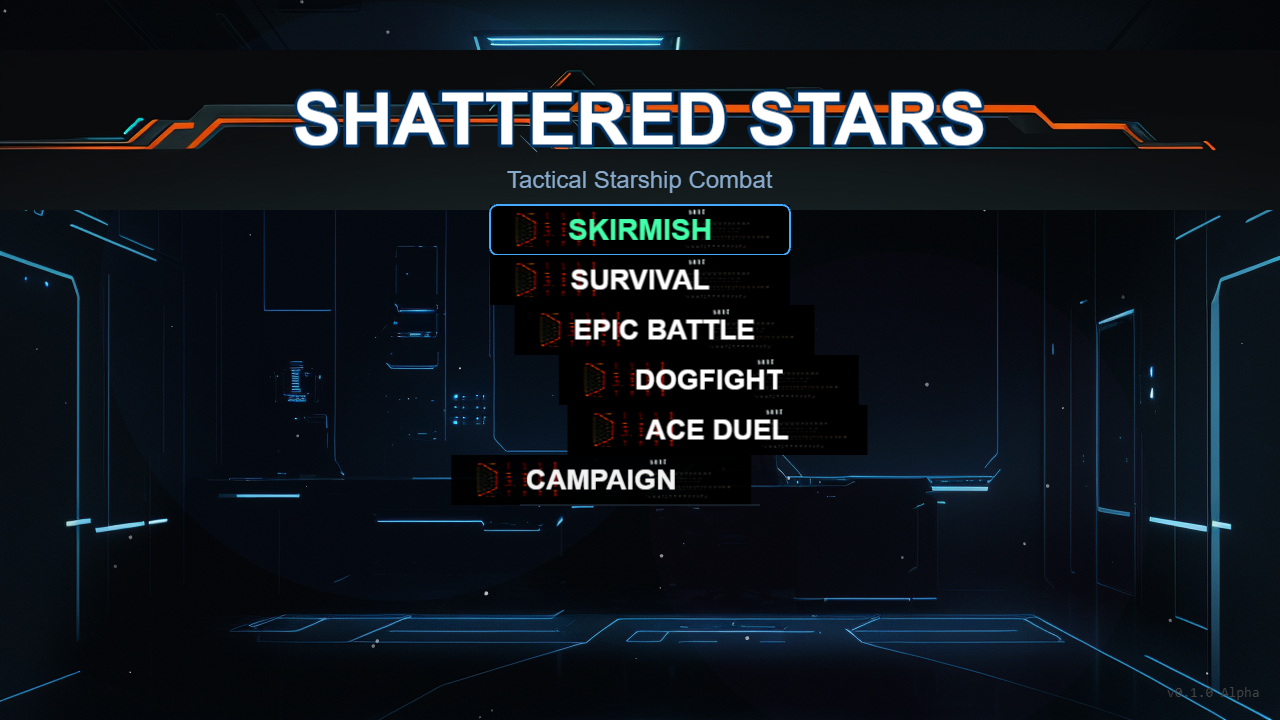 SHATTERED STARS
Tactical Starship Combat
SKIRMISH
SURVIVAL
EPIC BATTLE
DOGFIGHT
ACE DUEL
CAMPAIGN
v0.1.0 Alpha